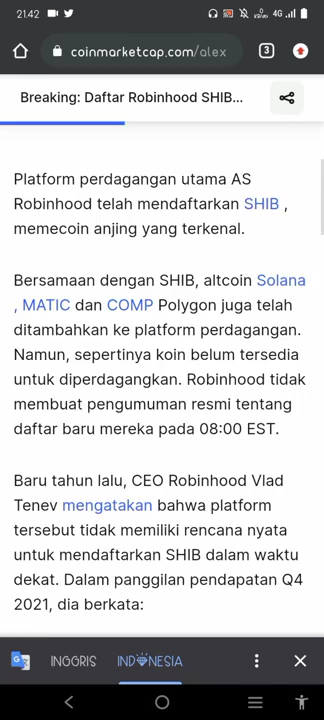 21.42
4G
coinmarketcap.com/alex
3
Breaking: Daftar Robinhood SHIB...
Platform perdagangan utama AS
Robinhood telah mendaftarkan SHIB ,
memecoin anjing yang terkenal.
Bersamaan dengan SHIB, altcoin Solana
, MATIC dan COMP Polygon juga telah
ditambahkan ke platform perdagangan.
Namun, sepertinya koin belum tersedia
untuk diperdagangkan. Robinhood tidak
membuat pengumuman resmi tentang
daftar baru mereka pada 08:00 EST.
Baru tahun lalu, CEO Robinhood Vlad
Tenev mengatakan bahwa platform
tersebut tidak memiliki rencana nyata
untuk mendaftarkan SHIB dalam waktu
dekat. Dalam panggilan pendapatan Q4
2021, dia berkata:
INGGRIS
INDONESIA